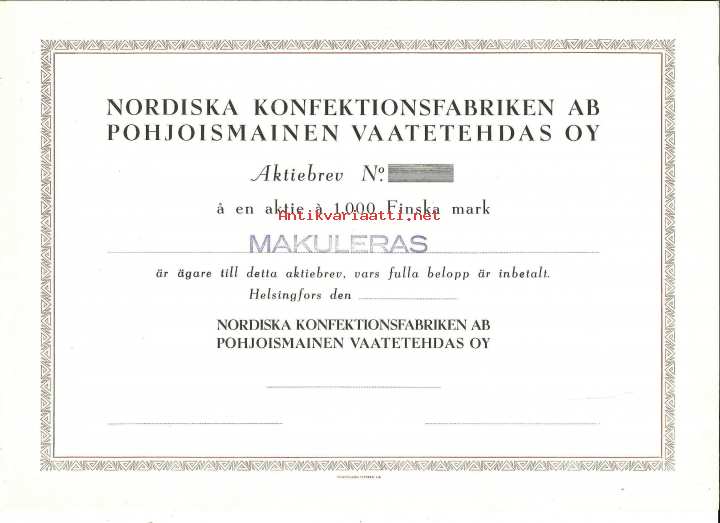 NORDISKA KONFEKTIONSFABRIKEN AB
POHJOISMAINEN VAATETEHDAS OY
Aktiebrev Nº
å en aktie à 1.000 Finska mark
Antikvariaatti.net
MAKULERAS
är ägare till detta aktiebrev, vars fulla belopp är inbetalt.
Helsingfors den
NORDISKA KONFEKTIONSFABRIKEN AB
POHJOISMAINEN VAATETEHDAS OY